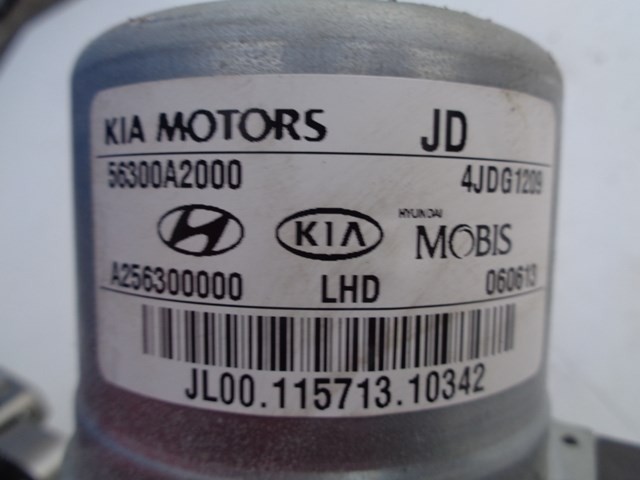 KIA MOTORS JD
56300A2000 4JDG1209
KIA HYUNDAI MOBIS
A256300000 LHD 060613
JL00.115713.10342